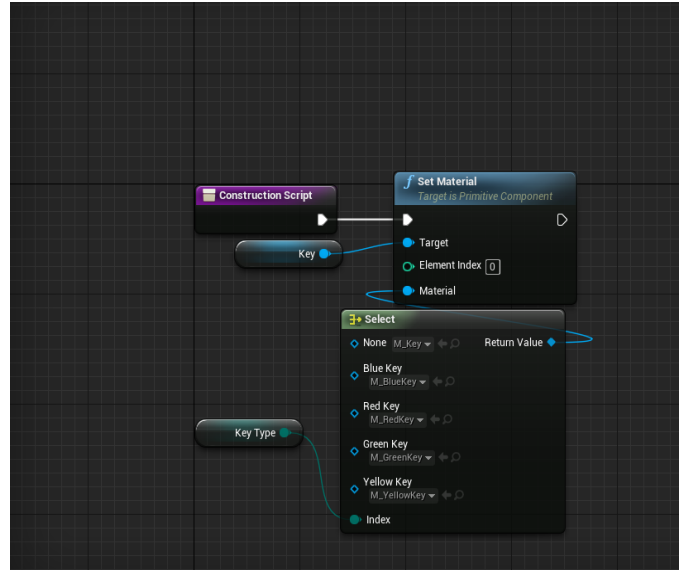 Construction Script
Set Material
Target is Primitive Component
Key
Target
Element Index 0
Material
Select
None M_Key Return Value
Blue Key
M_BlueKey
Red Key
M_RedKey
Green Key
M_GreenKey
Key Type
Yellow Key
M_YellowKey
Index